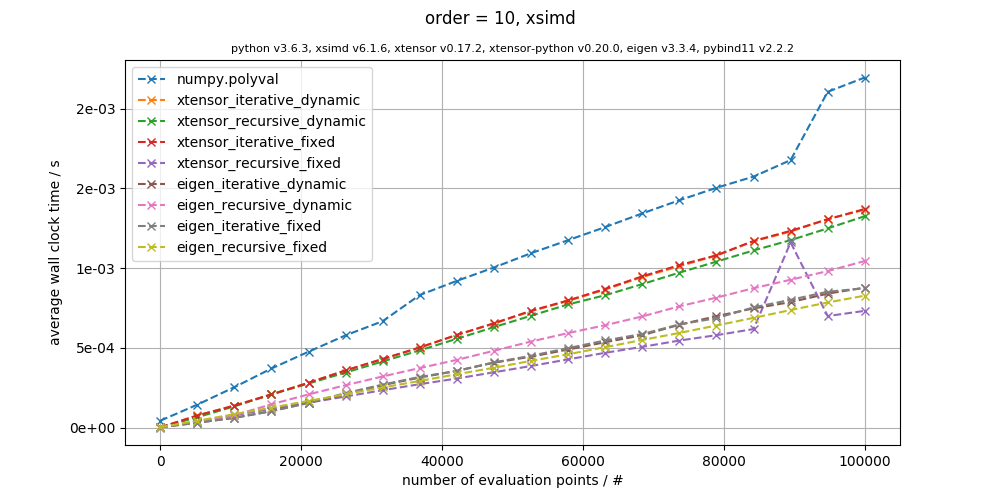 order = 10, xsimd
python v3.6.3, xsimd v6.1.6, xtensor v0.17.2, xtensor-python v0.20.0, eigen v3.3.4, pybind11 v2.2.2
numpy.polyval
xtensor_iterative_dynamic
xtensor_recursive_dynamic
xtensor_iterative_fixed
xtensor_recursive_fixed
eigen_iterative_dynamic
eigen_recursive_dynamic
eigen_iterative_fixed
eigen_recursive_fixed
average wall clock time / s
2e-03
2e-03
1e-03
5e-04
0e+00
0 20000 40000 60000 80000 100000
number of evaluation points / #